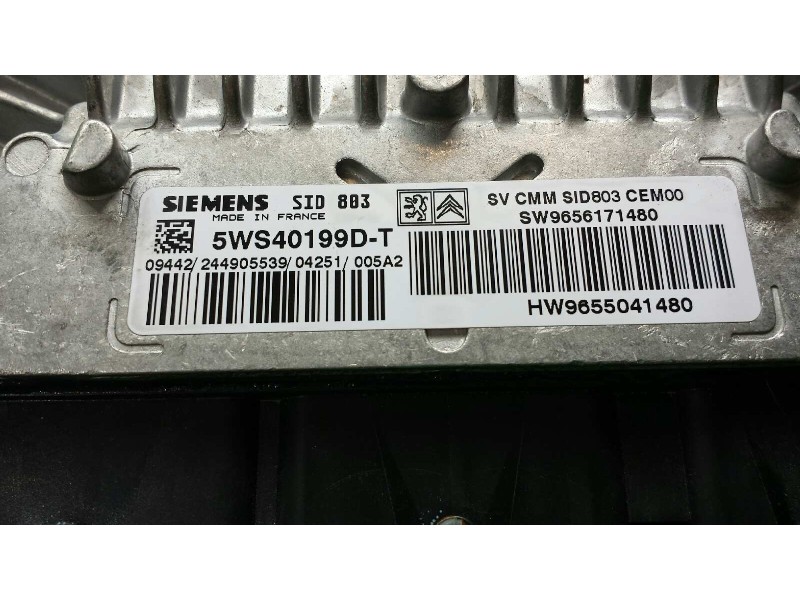 SIEMENS SID 803
MADE IN FRANCE
5WS40199D-T
09442/244905539/04251/005A2
SV CMM SID803 CEM00
SW9656171480
HW9655041480